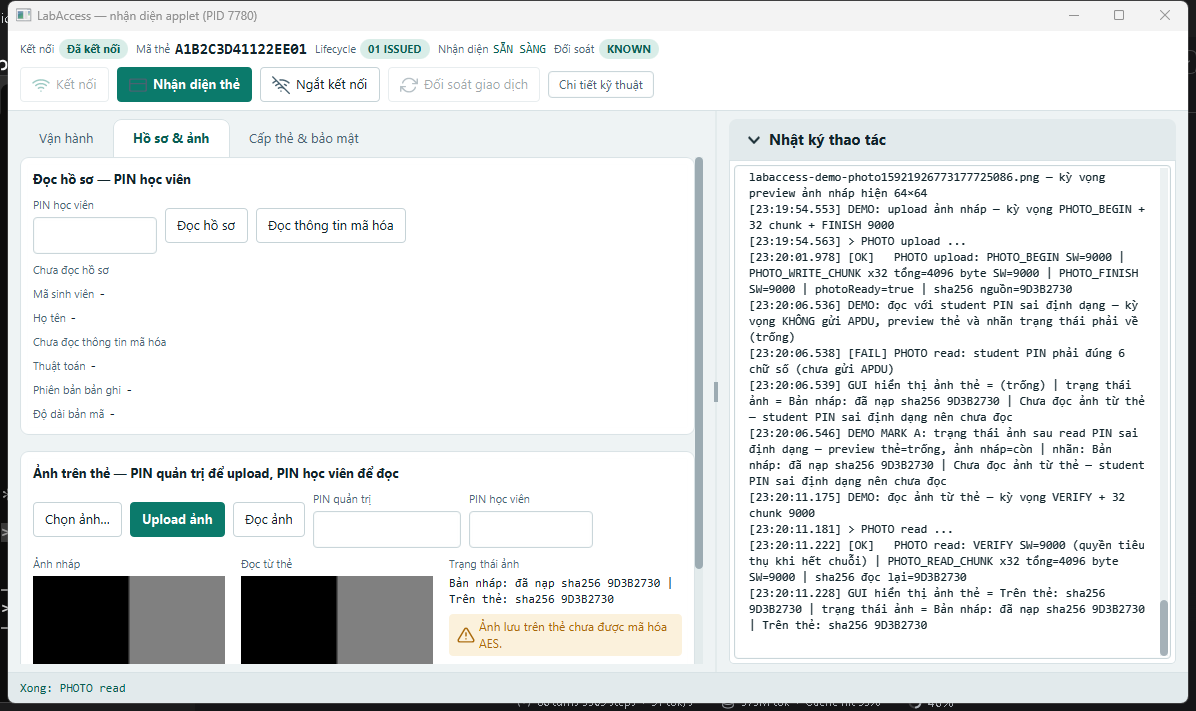 LabAccess — nhận diện applet (PID 7780)
Kết nối Đã kết nối Mã thẻ A1B2C3D41122EE01 Lifecycle 01 ISSUED Nhận diện SẴN SÀNG Đối soát KNOWN
Kết nối Nhận diện thẻ Ngắt kết nối Đối soát giao dịch Chi tiết kỹ thuật
Vận hành Hồ sơ & ảnh Cấp thẻ & bảo mật
Đọc hồ sơ — PIN học viên
PIN học viên
Đọc hồ sơ Đọc thông tin mã hóa
Chưa đọc hồ sơ
Mã sinh viên -
Họ tên -
Chưa đọc thông tin mã hóa
Thuật toán -
Phiên bản bản ghi -
Độ dài bản mã -
Ảnh trên thẻ — PIN quản trị để upload, PIN học viên để đọc
Chọn ảnh... Upload ảnh Đọc ảnh
PIN quản trị PIN học viên
Ảnh nháp Đọc từ thẻ Trạng thái ảnh
Bản nháp: đã nạp sha256 9D3B2730 |
Trên thẻ: sha256 9D3B2730
Ảnh lưu trên thẻ chưa được mã hóa
AES.
Nhật ký thao tác
labaccess-demo-photo15921926773177725086.png — kỳ vọng
preview ảnh nháp hiện 64×64
[23:19:54.553] DEMO: upload ảnh nháp — kỳ vọng PHOTO_BEGIN +
32 chunk + FINISH 9000
[23:19:54.563] > PHOTO upload ...
[23:20:01.978] [OK] PHOTO upload: PHOTO_BEGIN SW=9000 |
PHOTO_WRITE_CHUNK x32 tổng=4096 byte SW=9000 | PHOTO_FINISH
SW=9000 | photoReady=true | sha256 nguồn=9D3B2730
[23:20:06.536] DEMO: đọc với student PIN sai định dạng — kỳ
vọng KHÔNG gửi APDU, preview thẻ và nhãn trạng thái phải về
(trống)
[23:20:06.538] [FAIL] PHOTO read: student PIN phải đúng 6
chữ số (chưa gửi APDU)
[23:20:06.539] GUI hiển thị ảnh thẻ = (trống) | trạng thái
ảnh = Bản nháp: đã nạp sha256 9D3B2730 | Chưa đọc ảnh từ thẻ
— student PIN sai định dạng nên chưa đọc
[23:20:06.546] DEMO MARK A: trạng thái ảnh sau read PIN sai
định dạng — preview thẻ=trống, ảnh nháp=còn | nhãn: Bản
nháp: đã nạp sha256 9D3B2730 | Chưa đọc ảnh từ thẻ — student
PIN sai định dạng nên chưa đọc
[23:20:11.175] DEMO: đọc ảnh từ thẻ — kỳ vọng VERIFY + 32
chunk 9000
[23:20:11.181] > PHOTO read ...
[23:20:11.222] [OK] PHOTO read: VERIFY SW=9000 (quyền tiêu
thụ khi hết chuỗi) | PHOTO_READ_CHUNK x32 tổng=4096 byte
SW=9000 | sha256 đọc lại=9D3B2730
[23:20:11.228] GUI hiển thị ảnh thẻ = Trên thẻ: sha256
9D3B2730 | trạng thái ảnh = Bản nháp: đã nạp sha256 9D3B2730
| Trên thẻ: sha256 9D3B2730
Xong: PHOTO read